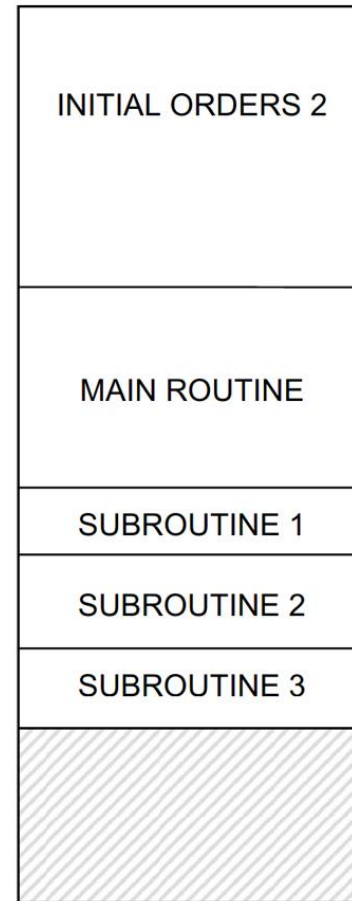 INITIAL ORDERS 2
MAIN ROUTINE
SUBROUTINE 1
SUBROUTINE 2
SUBROUTINE 3